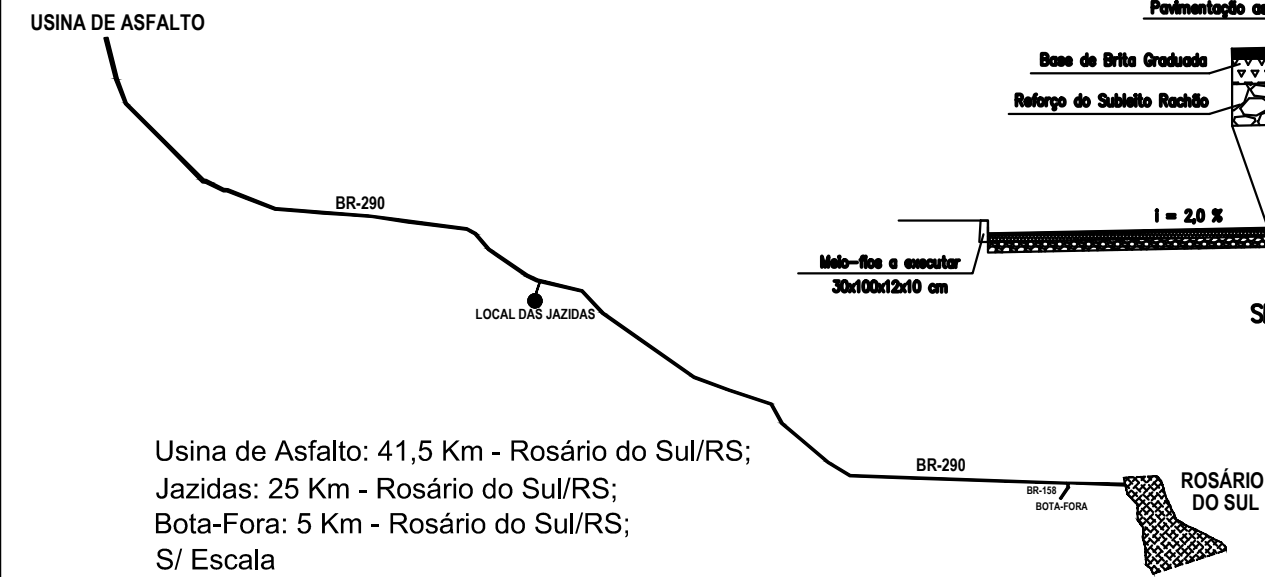 USINA DE ASFALTO
Pavimentação as
Base de Brita Graduada
Reforço do Subleito Rachão
BR-290
i = 2,0 %
Meio-fios a executar
30x100x12x10 cm
LOCAL DAS JAZIDAS
Usina de Asfalto: 41,5 Km - Rosário do Sul/RS;
Jazidas: 25 Km - Rosário do Sul/RS;
Bota-Fora: 5 Km - Rosário do Sul/RS;
S/ Escala
BR-290
BR-158
BOTA-FORA
ROSÁRIO
DO SUL